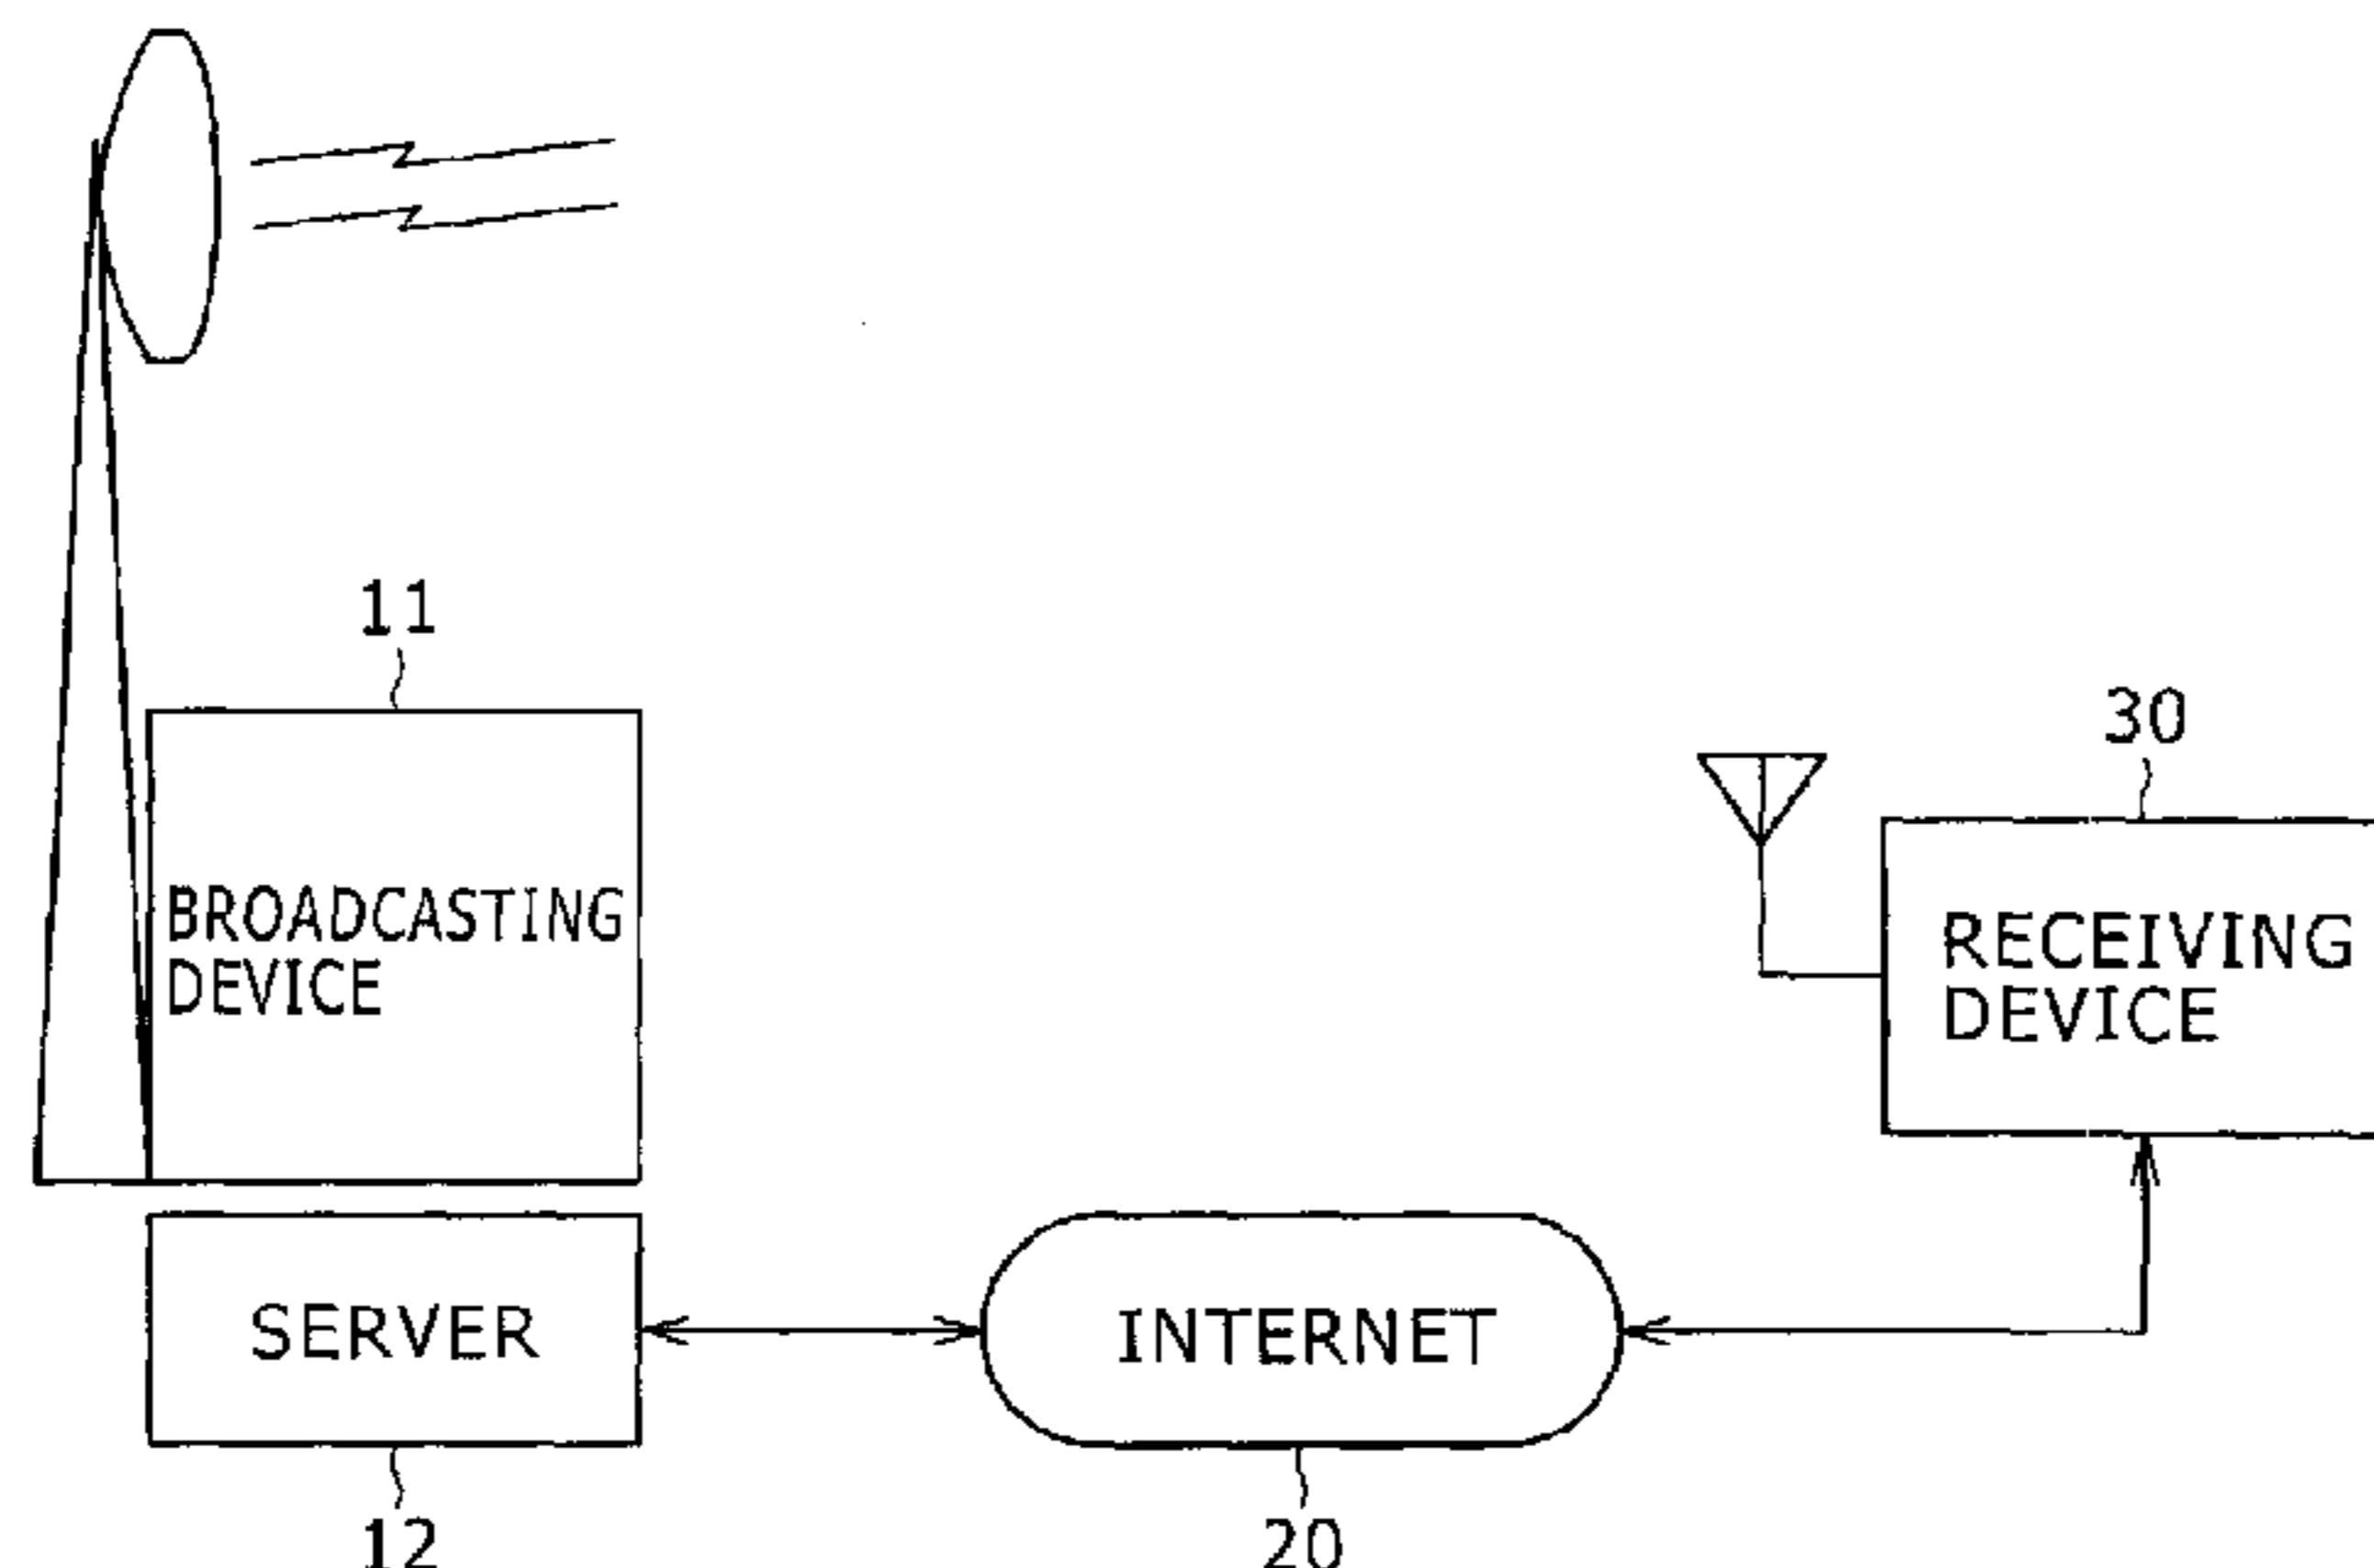 11
30
BROADCASTING
DEVICE
RECEIVING
DEVICE
SERVER
INTERNET
12
20